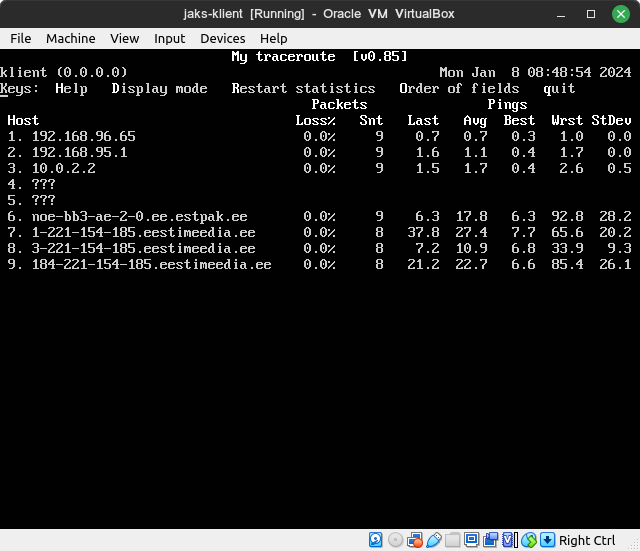 jaks-klient [Running] - Oracle VM VirtualBox
File Machine View Input Devices Help
My traceroute [v0.85]
klient (0.0.0.0) Mon Jan 8 08:48:54 2024
Keys: Help Display mode Restart statistics Order of fields quit
Packets Pings
Host Loss% Snt Last Avg Best Wrst StDev
1. 192.168.96.65 0.0% 9 0.7 0.7 0.3 1.0 0.0
2. 192.168.95.1 0.0% 9 1.6 1.1 0.4 1.7 0.0
3. 10.0.2.2 0.0% 9 1.5 1.7 0.4 2.6 0.5
4. ???
5. ???
6. noe-bb3-ae-2-0.ee.estpak.ee 0.0% 9 6.3 17.8 6.3 92.8 28.2
7. 1-221-154-185.eestimeedia.ee 0.0% 8 37.8 27.4 7.7 65.6 20.2
8. 3-221-154-185.eestimeedia.ee 0.0% 8 7.2 10.9 6.8 33.9 9.3
9. 184-221-154-185.eestimeedia.ee 0.0% 8 21.2 22.7 6.6 85.4 26.1
Right Ctrl